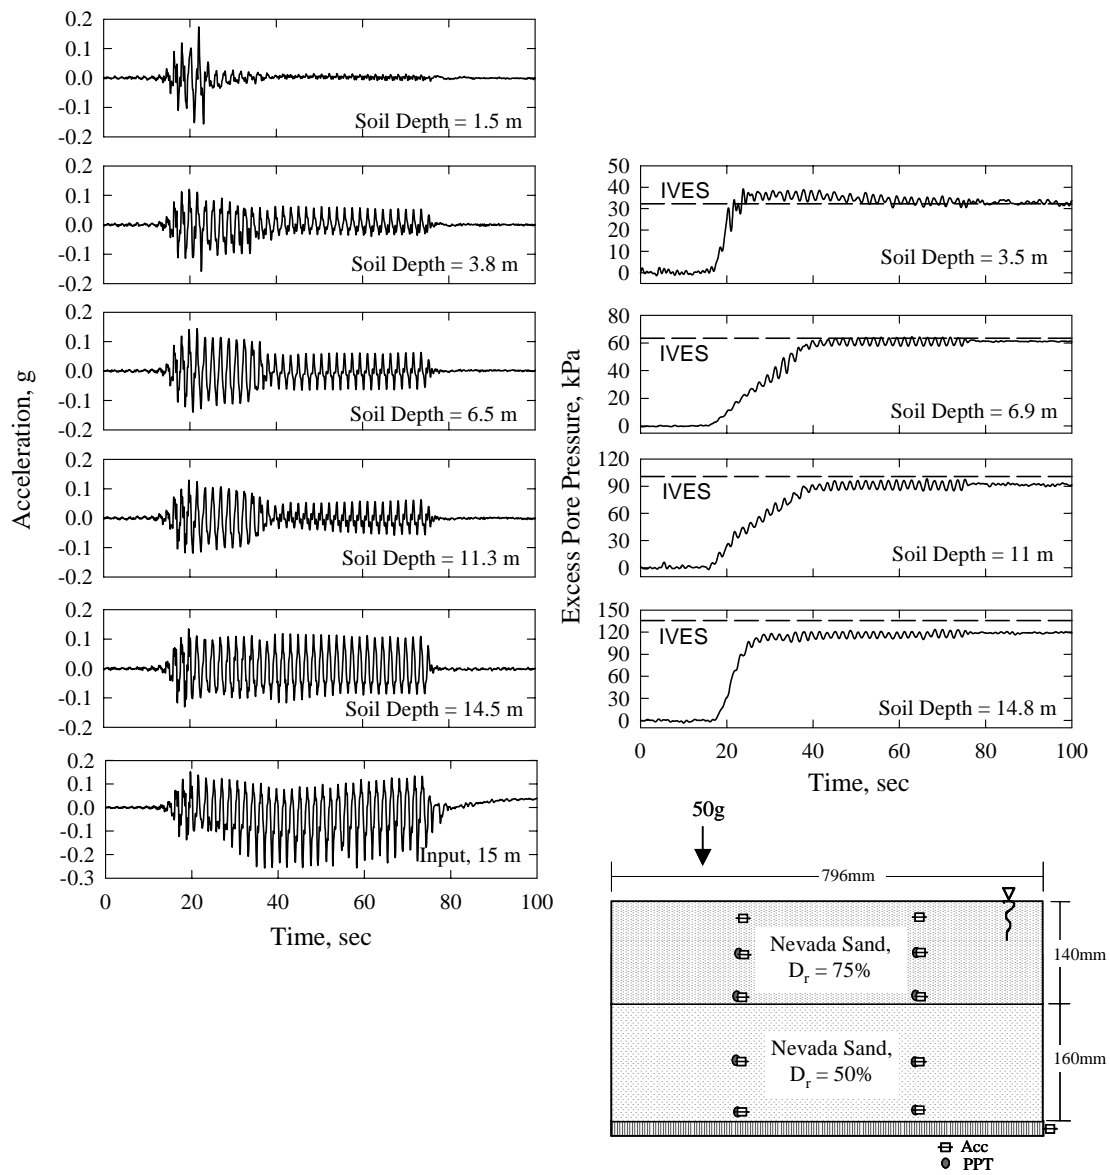 0.2
0.1
0.0
-0.1
-0.2
Soil Depth = 1.5 m
0.2
0.1
0.0
-0.1
-0.2
Soil Depth = 3.8 m
0.2
0.1
0.0
-0.1
-0.2
Soil Depth = 6.5 m
0.2
0.1
0.0
-0.1
-0.2
Soil Depth = 11.3 m
0.2
0.1
0.0
-0.1
-0.2
Soil Depth = 14.5 m
0.2
0.1
0.0
-0.1
-0.2
-0.3
Input, 15 m
0 20 40 60 80 100
Time, sec
Acceleration, g
50
40
30
20
10
0
IVES
Soil Depth = 3.5 m
80
60
40
20
0
IVES
Soil Depth = 6.9 m
120
90
60
30
0
IVES
Soil Depth = 11 m
150
120
90
60
30
0
IVES
Soil Depth = 14.8 m
0 20 40 60 80 100
Time, sec
Excess Pore Pressure, kPa
50g
796mm
Nevada Sand,
Dr = 75%
140mm
Nevada Sand,
Dr = 50%
160mm
Acc
PPT